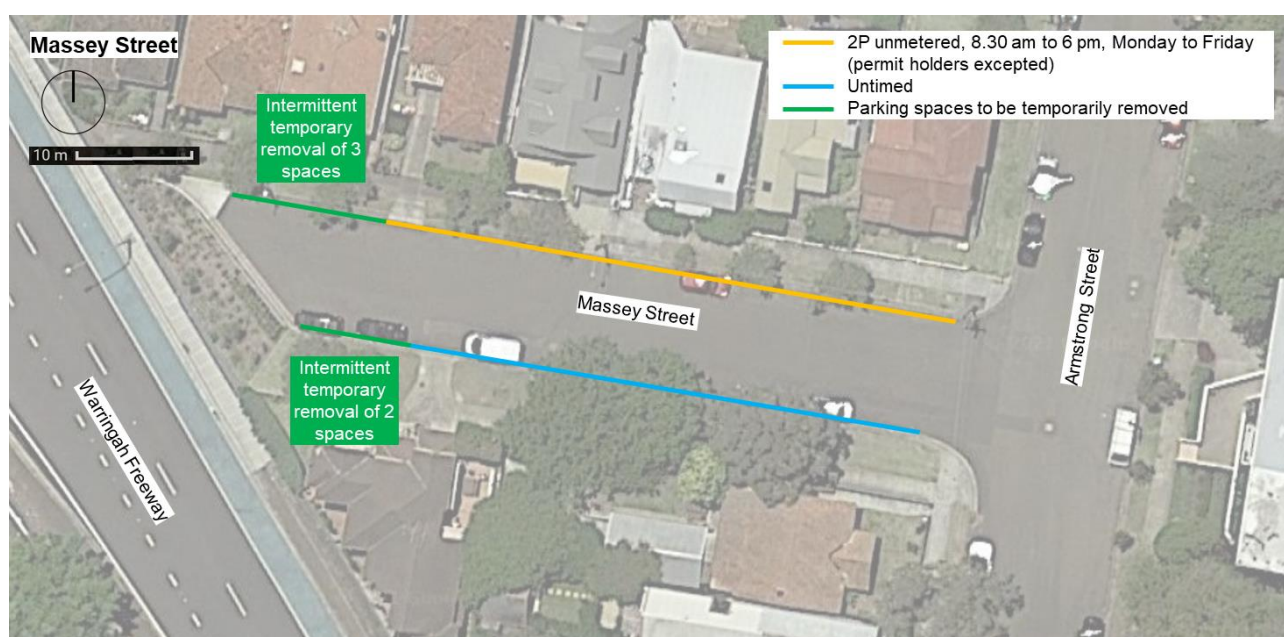 Massey Street
10 m
2P unmetered, 8.30 am to 6 pm, Monday to Friday
(permit holders excepted)
Untimed
Parking spaces to be temporarily removed
Intermittent
temporary
removal of 3
spaces
Massey Street
Armstrong Street
Intermittent
temporary
removal of 2
spaces
Warringah Freeway